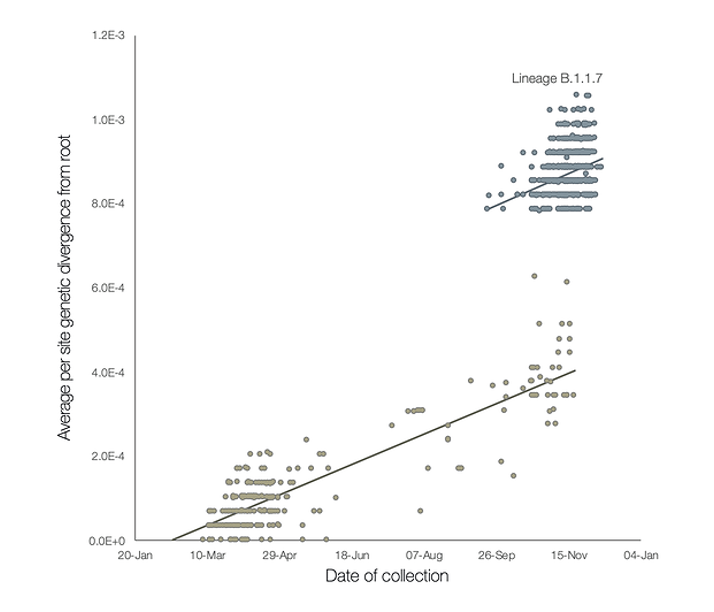 1.2E-3
Lineage B.1.1.7
1.0E-3
8.0E-4
6.0E-4
4.0E-4
2.0E-4
0.0E+0
Average per site genetic divergence from root
20-Jan 10-Mar 29-Apr 18-Jun 07-Aug 26-Sep 15-Nov 04-Jan
Date of collection